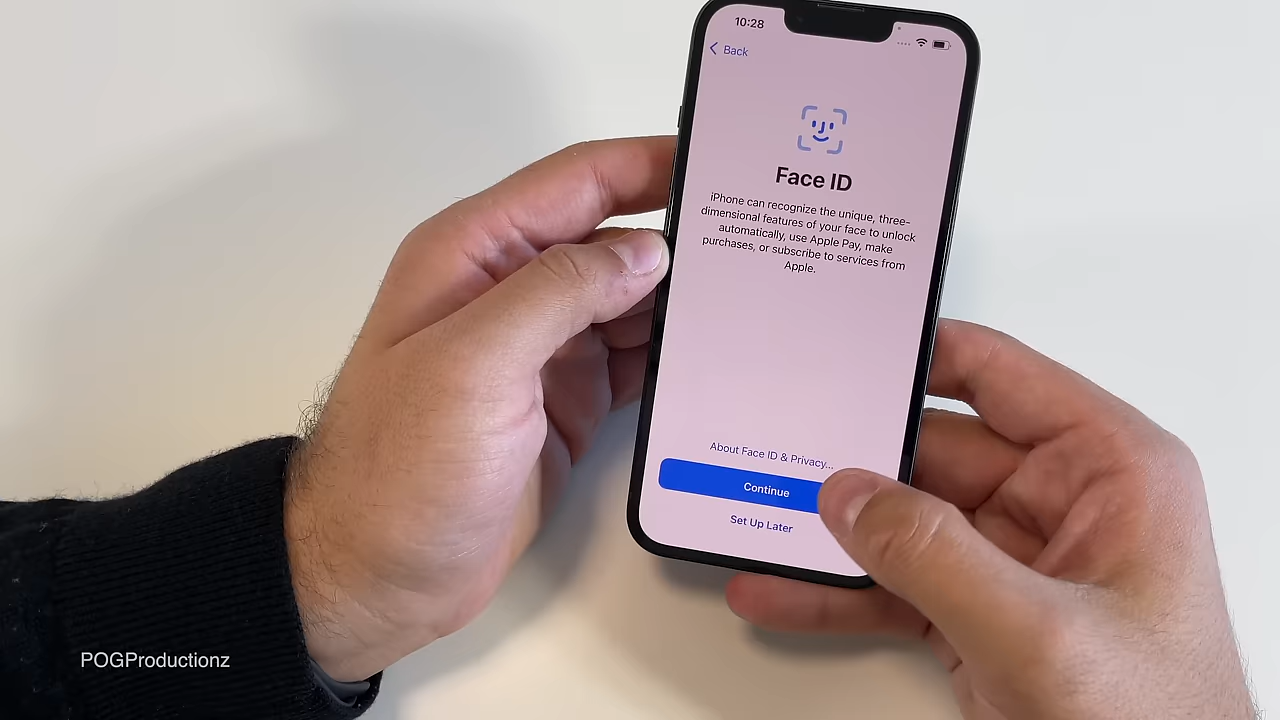 10:28
Back
Face ID
iPhone can recognize the unique, three-
dimensional features of your face to unlock
automatically, use Apple Pay, make
purchases, or subscribe to services from
Apple.
About Face ID & Privacy...
Continue
Set Up Later
POGProductionz